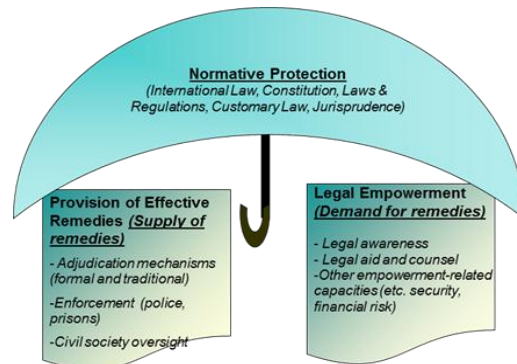 Normative Protection
(International Law, Constitution, Laws &
Regulations, Customary Law, Jurisprudence)
Provision of Effective
Remedies (Supply of
remedies)
- Adjudication mechanisms
(formal and traditional)
-Enforcement (police,
prisons)
-Civil society oversight
Legal Empowerment
(Demand for remedies)
- Legal awareness
- Legal aid and counsel
-Other empowerment-related
capacities (etc. security,
financial risk)